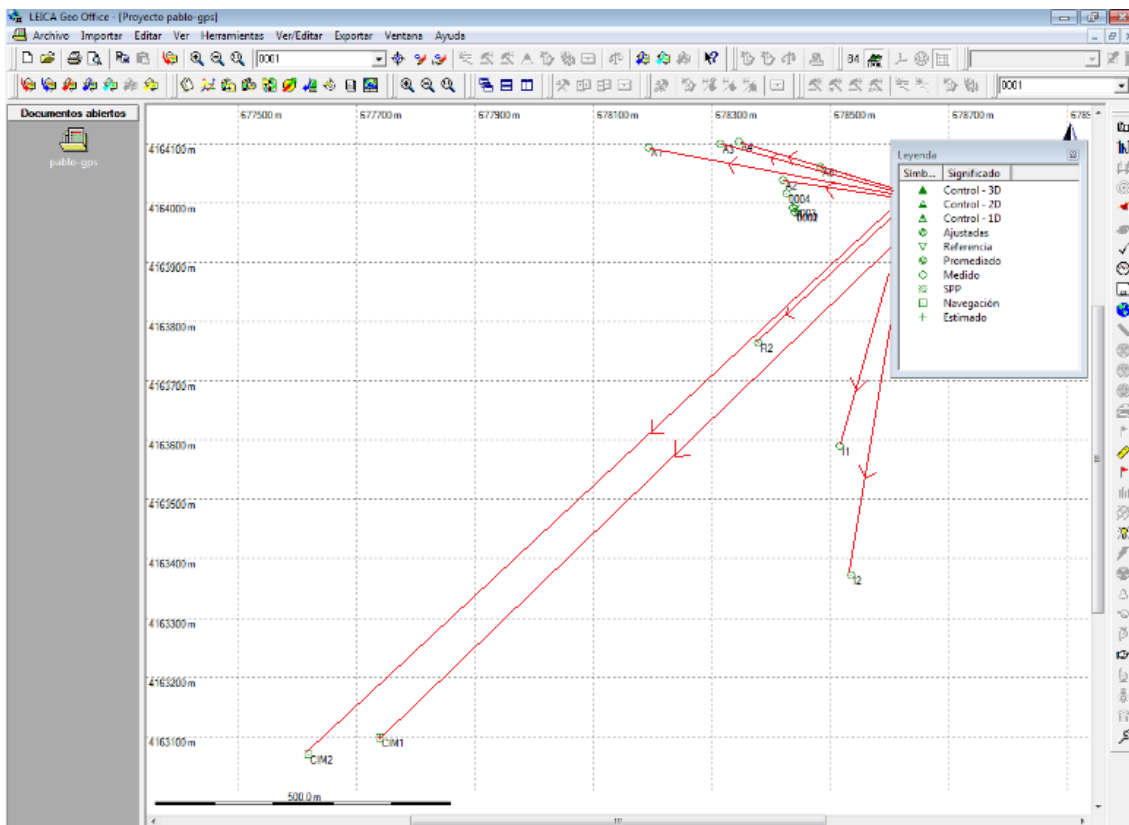 LEICA Geo Office - [Proyecto pablo-gps]
Archivo Importar Editar Ver Herramientas Ver/Editar Exportar Ventana Ayuda
0001
84
0001
Documentos abiertos
pablo-gps
677500 m 677700 m 677900 m 678100 m 678300 m 678500 m 678700 m
4164100 m
4164000 m
4163900 m
4163800 m
4163700 m
4163600 m
4163500 m
4163400 m
4163300 m
4163200 m
4163100 m
A1
A3
A4
A2
0004
R2
I1
I2
CIM1
CIM2
500.0 m
Leyenda
Simb... Significado
Control - 3D
Control - 2D
Control - 1D
Ajustadas
Referencia
Promediado
Medido
SPP
Navegación
Estimado